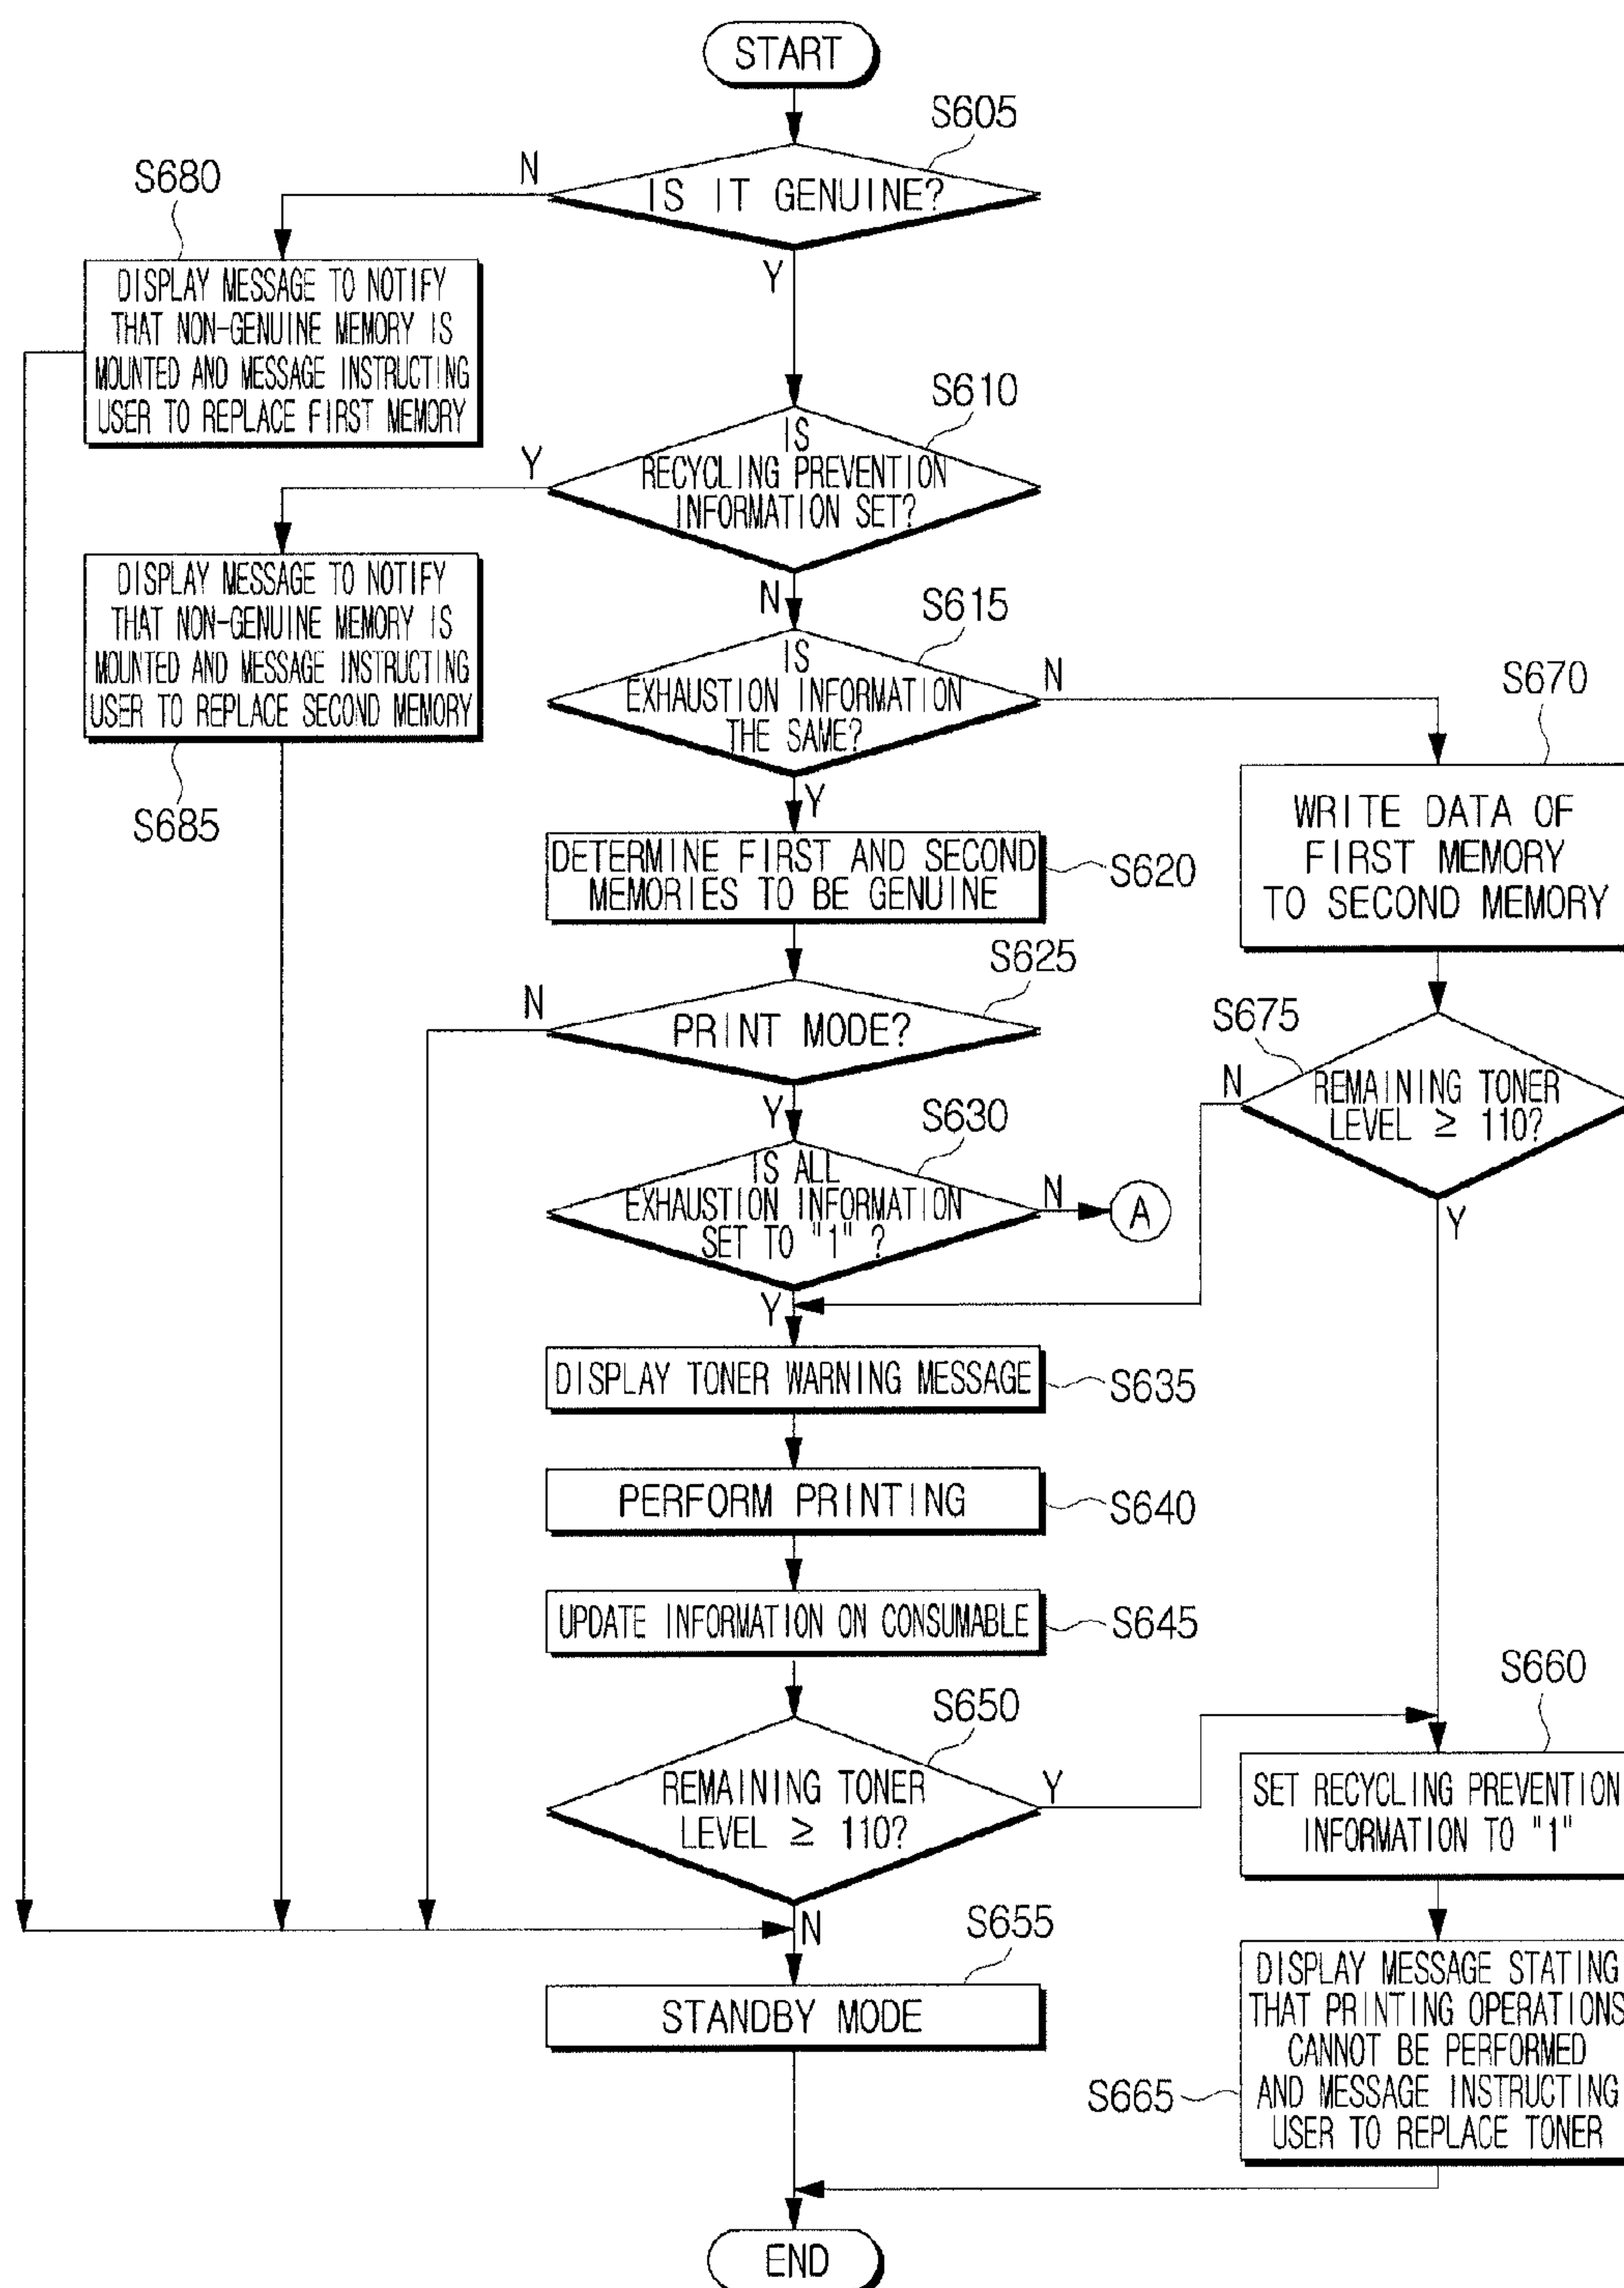 START
S605
N
IS IT GENUINE?
Y
S680
DISPLAY MESSAGE TO NOTIFY
THAT NON-GENUINE MEMORY IS
MOUNTED AND MESSAGE INSTRUCTING
USER TO REPLACE FIRST MEMORY
S610
Y
IS
RECYCLING PREVENTION
INFORMATION SET?
N
DISPLAY MESSAGE TO NOTIFY
THAT NON-GENUINE MEMORY IS
MOUNTED AND MESSAGE INSTRUCTING
USER TO REPLACE SECOND MEMORY
S685
S615
IS
EXHAUSTION INFORMATION
THE SAME?
N
Y
S670
WRITE DATA OF
FIRST MEMORY
TO SECOND MEMORY
DETERMINE FIRST AND SECOND
MEMORIES TO BE GENUINE
S620
S625
N
PRINT MODE?
Y
S675
N
REMAINING TONER
LEVEL ≥ 110?
Y
S630
IS ALL
EXHAUSTION INFORMATION
SET TO "1" ?
N
A
Y
DISPLAY TONER WARNING MESSAGE
S635
PERFORM PRINTING
S640
UPDATE INFORMATION ON CONSUMABLE
S645
S650
REMAINING TONER
LEVEL ≥ 110?
Y
N
S660
SET RECYCLING PREVENTION
INFORMATION TO "1"
S655
STANDBY MODE
DISPLAY MESSAGE STATING
THAT PRINTING OPERATIONS
CANNOT BE PERFORMED
AND MESSAGE INSTRUCTING
USER TO REPLACE TONER
S665
END